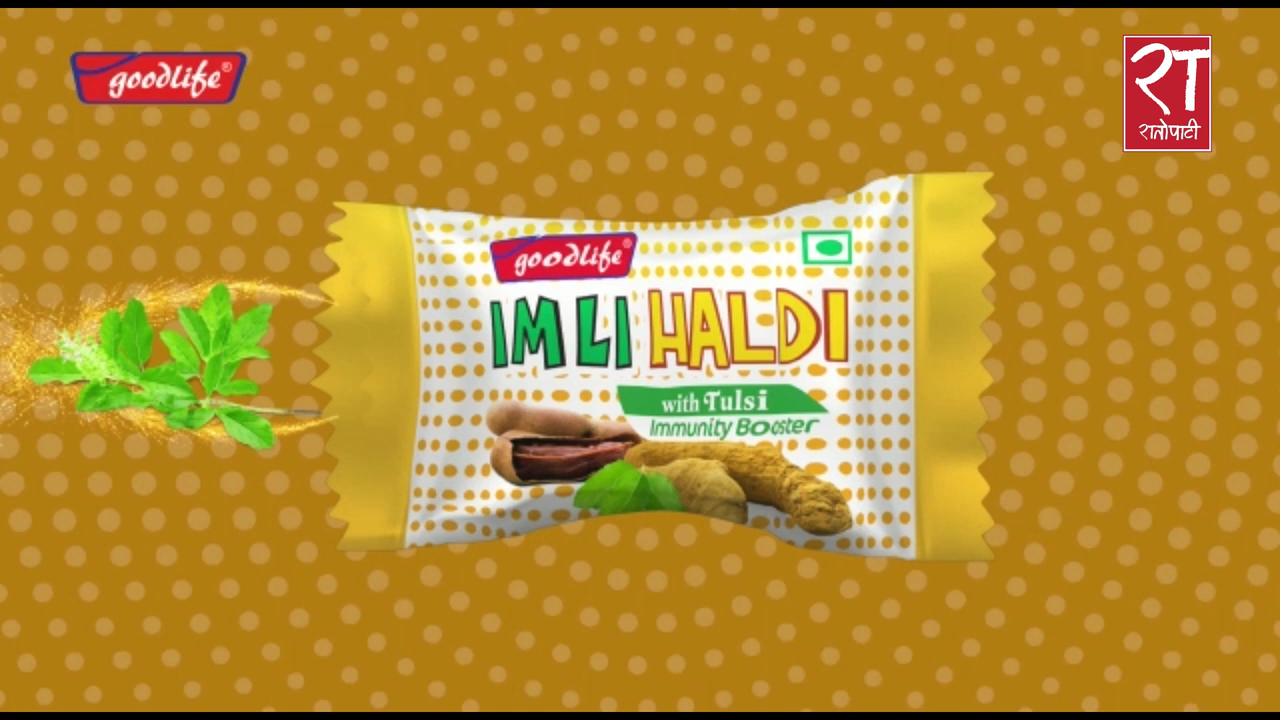 goodlife®
रा
रातोपाटी
goodlife®
IMLI HALDI
with Tulsi
Immunity Booster